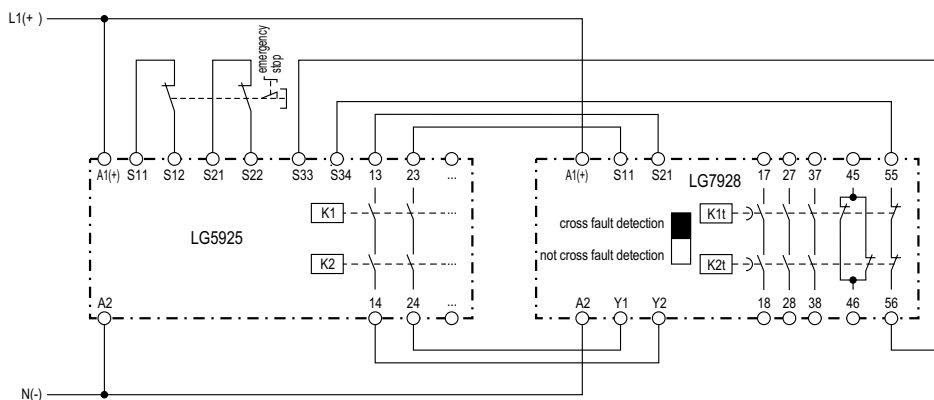 L1(+ )
emergency
stop
A1(+) S11 S12 S21 S22 S33 S34 13 23 ...
A1(+) S11 S21 17 27 37 45 55
LG7928
K1 ...
cross fault detection K1t
LG5925
not cross fault detection
K2 ...
K2t
A2 14 24 ...
A2 Y1 Y2 18 28 38 46 56
N(-)